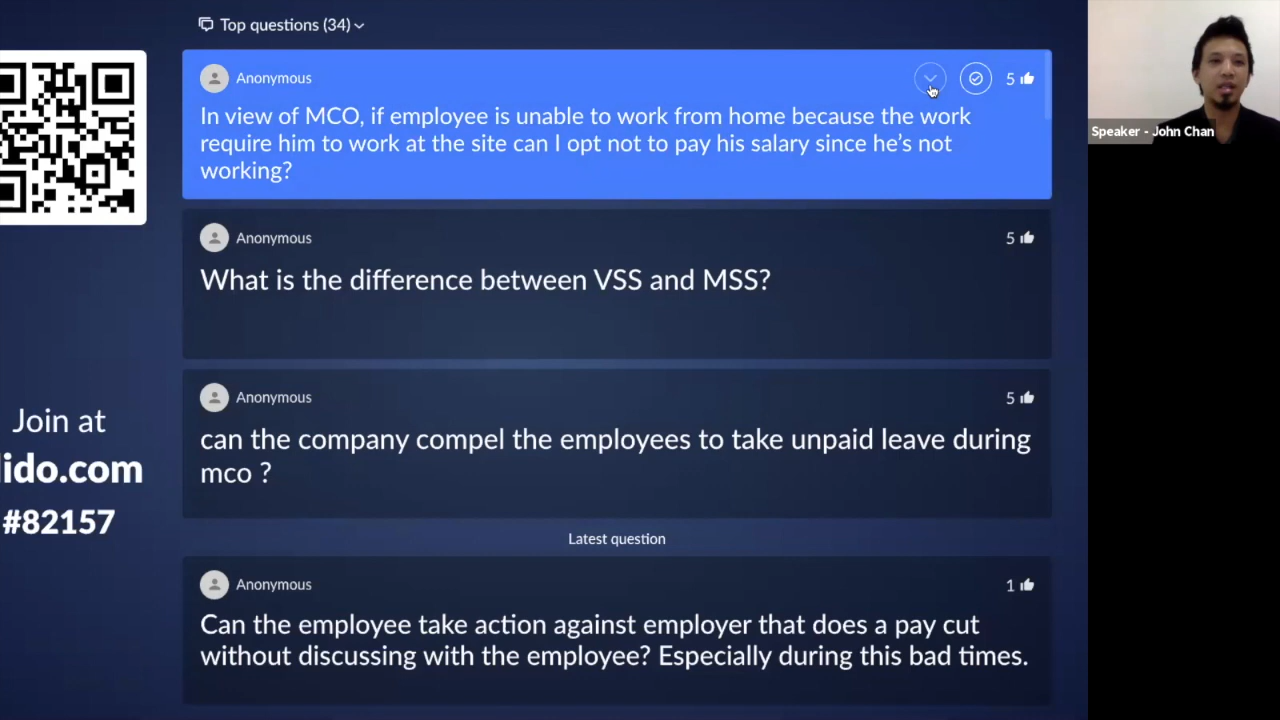 Top questions (34)
Anonymous
5
In view of MCO, if employee is unable to work from home because the work
require him to work at the site can I opt not to pay his salary since he's not
working?
Speaker - John Chan
Anonymous
5
What is the difference between VSS and MSS?
Anonymous
5
can the company compel the employees to take unpaid leave during
mco ?
Join at
lido.com
#82157
Latest question
Anonymous
1
Can the employee take action against employer that does a pay cut
without discussing with the employee? Especially during this bad times.